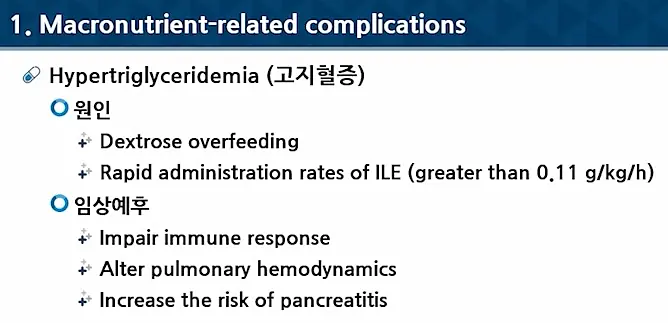 1. Macronutrient-related complications
Hypertriglyceridemia (고지혈증)
원인
Dextrose overfeeding
Rapid administration rates of ILE (greater than 0.11 g/kg/h)
임상예후
Impair immune response
Alter pulmonary hemodynamics
Increase the risk of pancreatitis